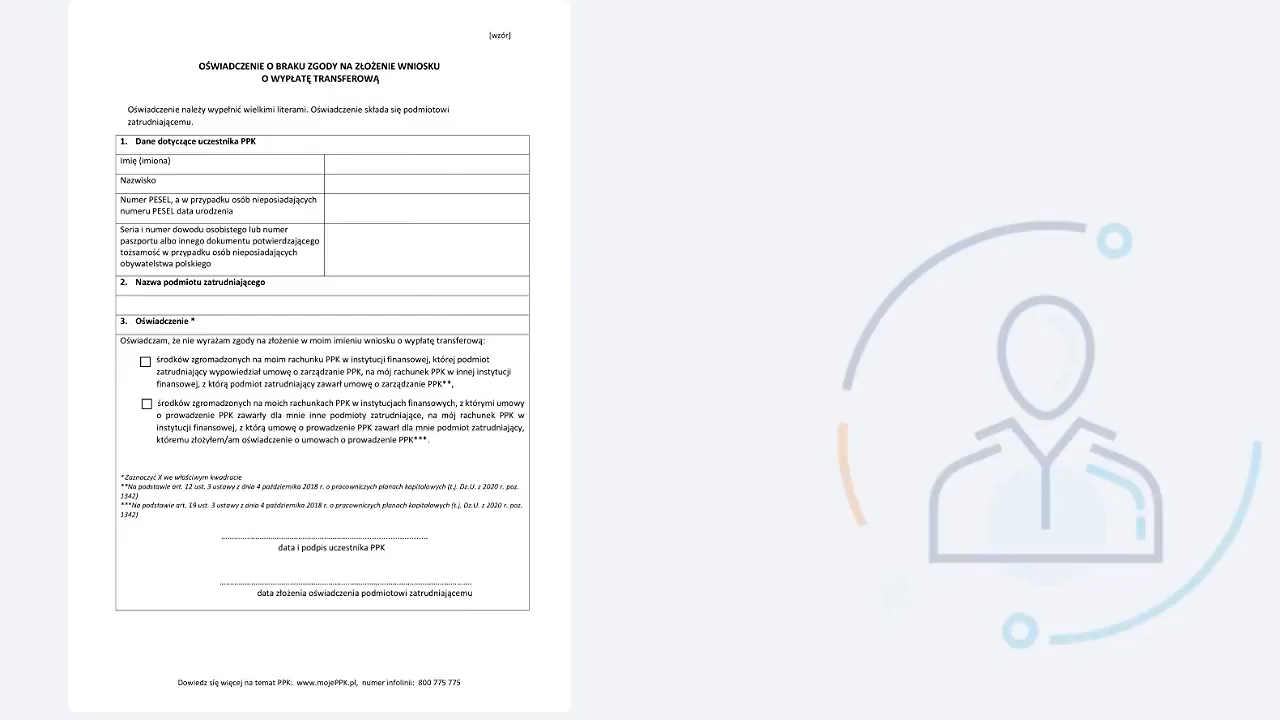 [wzór]
OŚWIADCZENIE O BRAKU ZGODY NA ZŁOŻENIE WNIOSKU
O WYPŁATĘ TRANSFEROWĄ
Oświadczenie należy wypełnić wielkimi literami. Oświadczenie składa się podmiotowi
zatrudniającemu.
1. Dane dotyczące uczestnika PPK
Imię (imiona)
Nazwisko
Numer PESEL, a w przypadku osób nieposiadających
numeru PESEL data urodzenia
Seria i numer dowodu osobistego lub numer
paszportu albo innego dokumentu potwierdzającego
tożsamość w przypadku osób nieposiadających
obywatelstwa polskiego
2. Nazwa podmiotu zatrudniającego
3. Oświadczenie *
Oświadczam, że nie wyrażam zgody na złożenie w moim imieniu wniosku o wypłatę transferową:
środków zgromadzonych na moim rachunku PPK w instytucji finansowej, której podmiot
zatrudniający wypowiedział umowę o zarządzanie PPK, na mój rachunek PPK w innej instytucji
finansowej, z którą podmiot zatrudniający zawarł umowę o zarządzanie PPK**,
środków zgromadzonych na moich rachunkach PPK w instytucjach finansowych, z którymi umowy
o prowadzenie PPK zawarły dla mnie inne podmioty zatrudniające, na mój rachunek PPK w
instytucji finansowej, z którą umowę o prowadzenie PPK zawarł dla mnie podmiot zatrudniający,
któremu złożyłem/am oświadczenie o umowach o prowadzenie PPK***.
* Zaznaczyć X we właściwym kwadracie
**Na podstawie art. 12 ust. 3 ustawy z dnia 4 października 2018 r. o pracowniczych planach kapitałowych (t.j. Dz.U. z 2020 r. poz.
1342)
***Na podstawie art. 19 ust. 3 ustawy z dnia 4 października 2018 r. o pracowniczych planach kapitałowych (t.j. Dz.U. z 2020 r. poz.
1342)
data i podpis uczestnika PPK
data złożenia oświadczenia podmiotowi zatrudniającemu
Dowiedz się więcej na temat PPK: www.mojePPK.pl, numer infolinii: 800 775 775